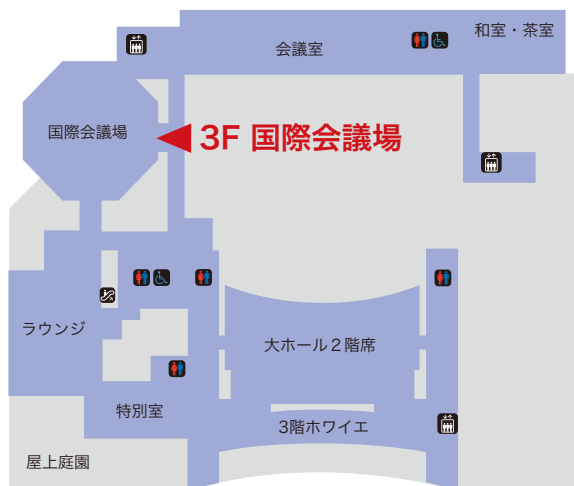 会議室
和室・茶室
国際会議場
3F 国際会議場
ラウンジ
大ホール２階席
特別室
3階ホワイエ
屋上庭園